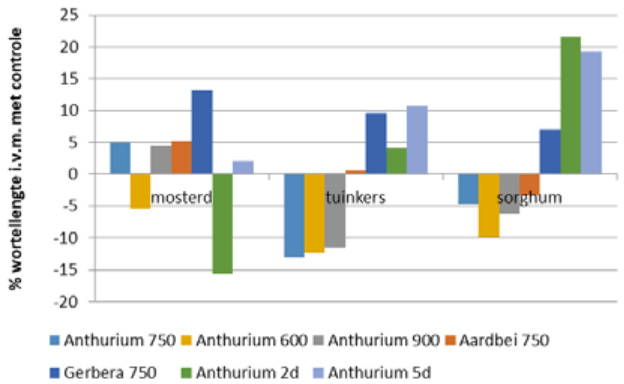 % wortellengte i.v.m. met controle
25
20
15
10
5
0
-5
-10
-15
-20
mosterd
tuinkers
sorghum
Anthurium 750
Anthurium 600
Anthurium 900
Aardbei 750
Gerbera 750
Anthurium 2d
Anthurium 5d